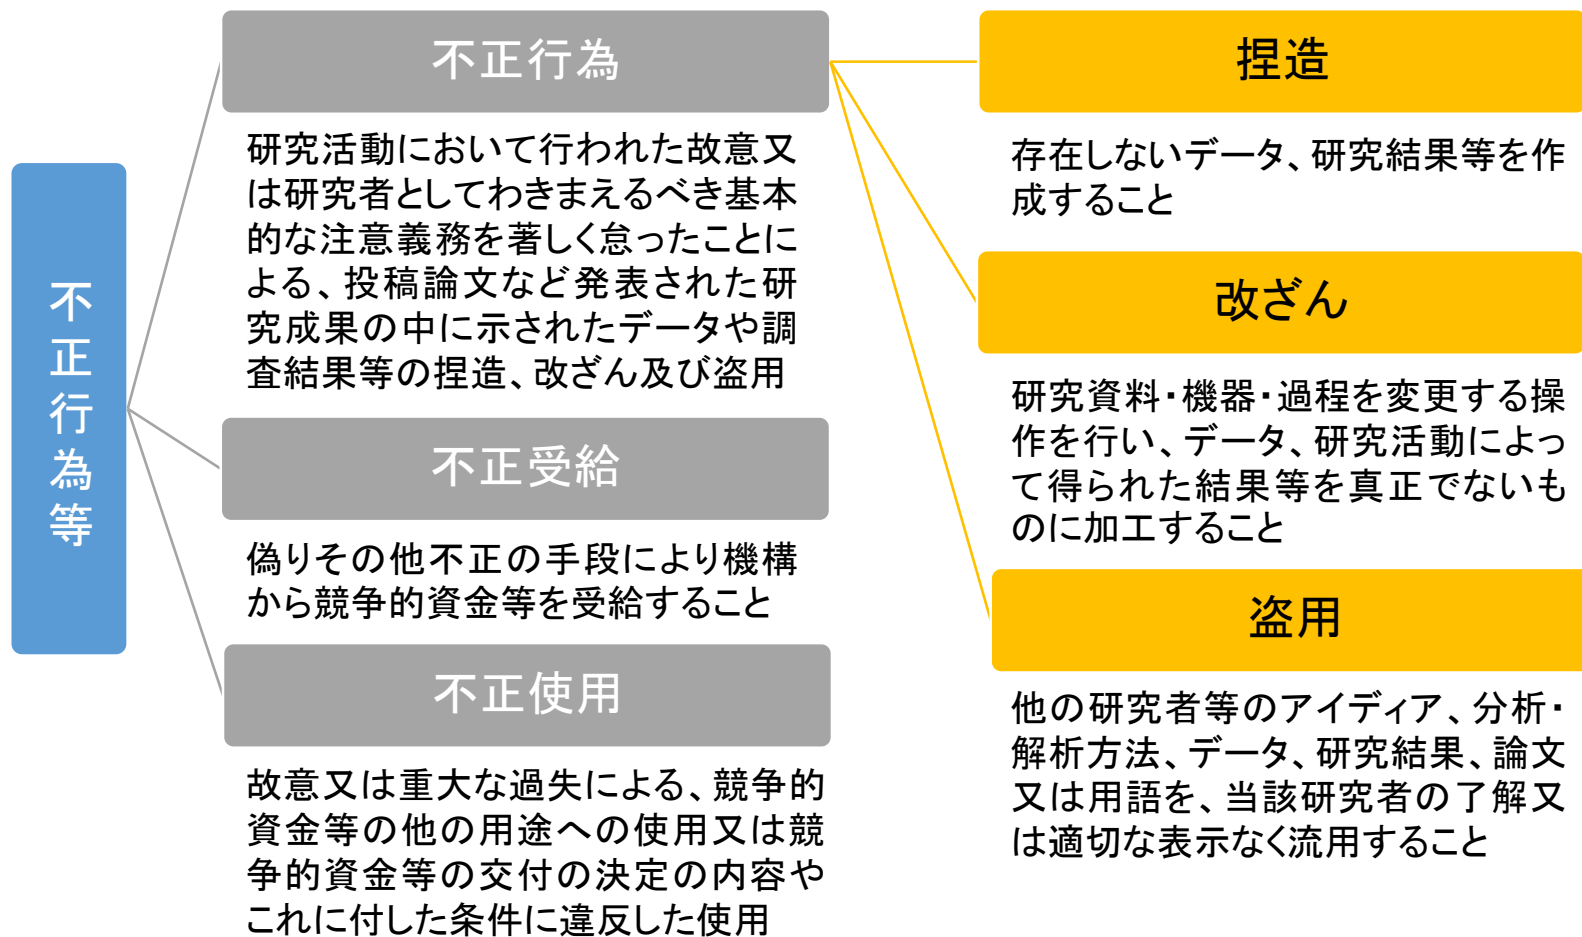 不正行為等
不正行為
研究活動において行われた故意又
は研究者としてわきまえるべき基本
的な注意義務を著しく怠ったことに
よる、投稿論文など発表された研
究成果の中に示されたデータや調
査結果等の捏造、改ざん及び盗用
不正受給
偽りその他不正の手段により機構
から競争的資金等を受給すること
不正使用
故意又は重大な過失による、競争的
資金等の他の用途への使用又は競
争的資金等の交付の決定の内容や
これに付した条件に違反した使用
捏造
存在しないデータ、研究結果等を作
成すること
改ざん
研究資料・機器・過程を変更する操
作を行い、データ、研究活動によっ
て得られた結果等を真正でないも
のに加工すること
盗用
他の研究者等のアイディア、分析・
解析方法、データ、研究結果、論文
又は用語を、当該研究者の了解又
は適切な表示なく流用すること